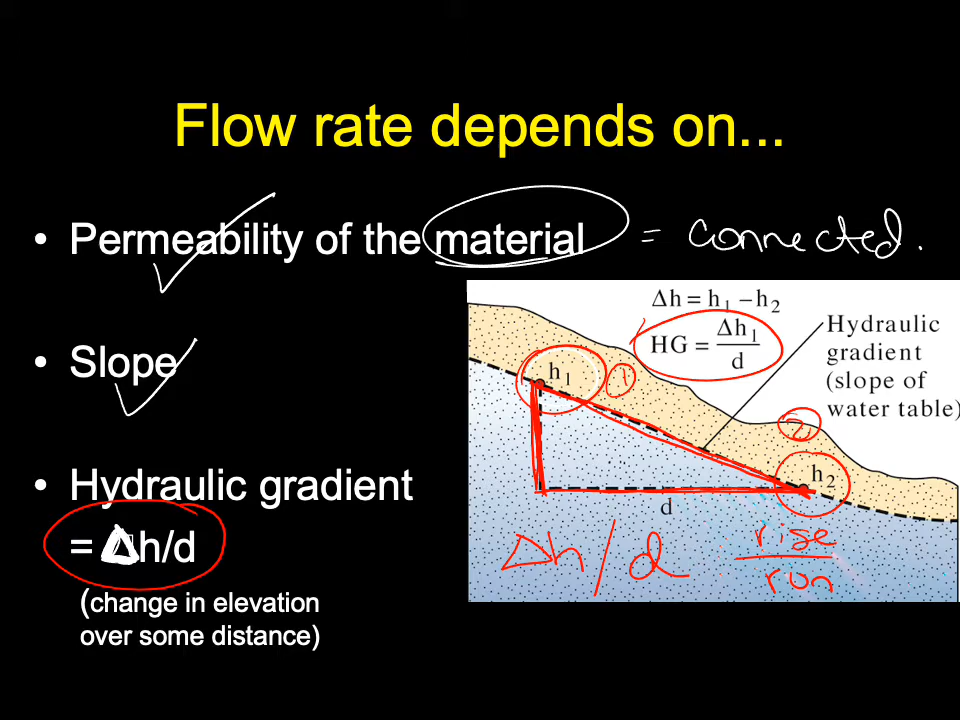 Flow rate depends on...
• Permeability of the material = connected.
• Slope
• Hydraulic gradient
= Δh/d
(change in elevation
over some distance)
Δh = h₁ – h₂
HG = Δh₁/d
Hydraulic
gradient
(slope of
water table)
h₁ 1
2
h₂
d
Δh/d
rise
run